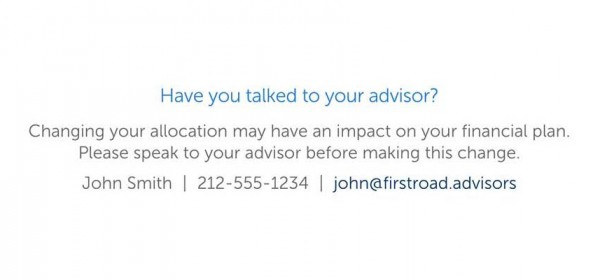 Have you talked to your advisor?
Changing your allocation may have an impact on your financial plan.
Please speak to your advisor before making this change.
John Smith | 212-555-1234 | john@firstroad.advisors